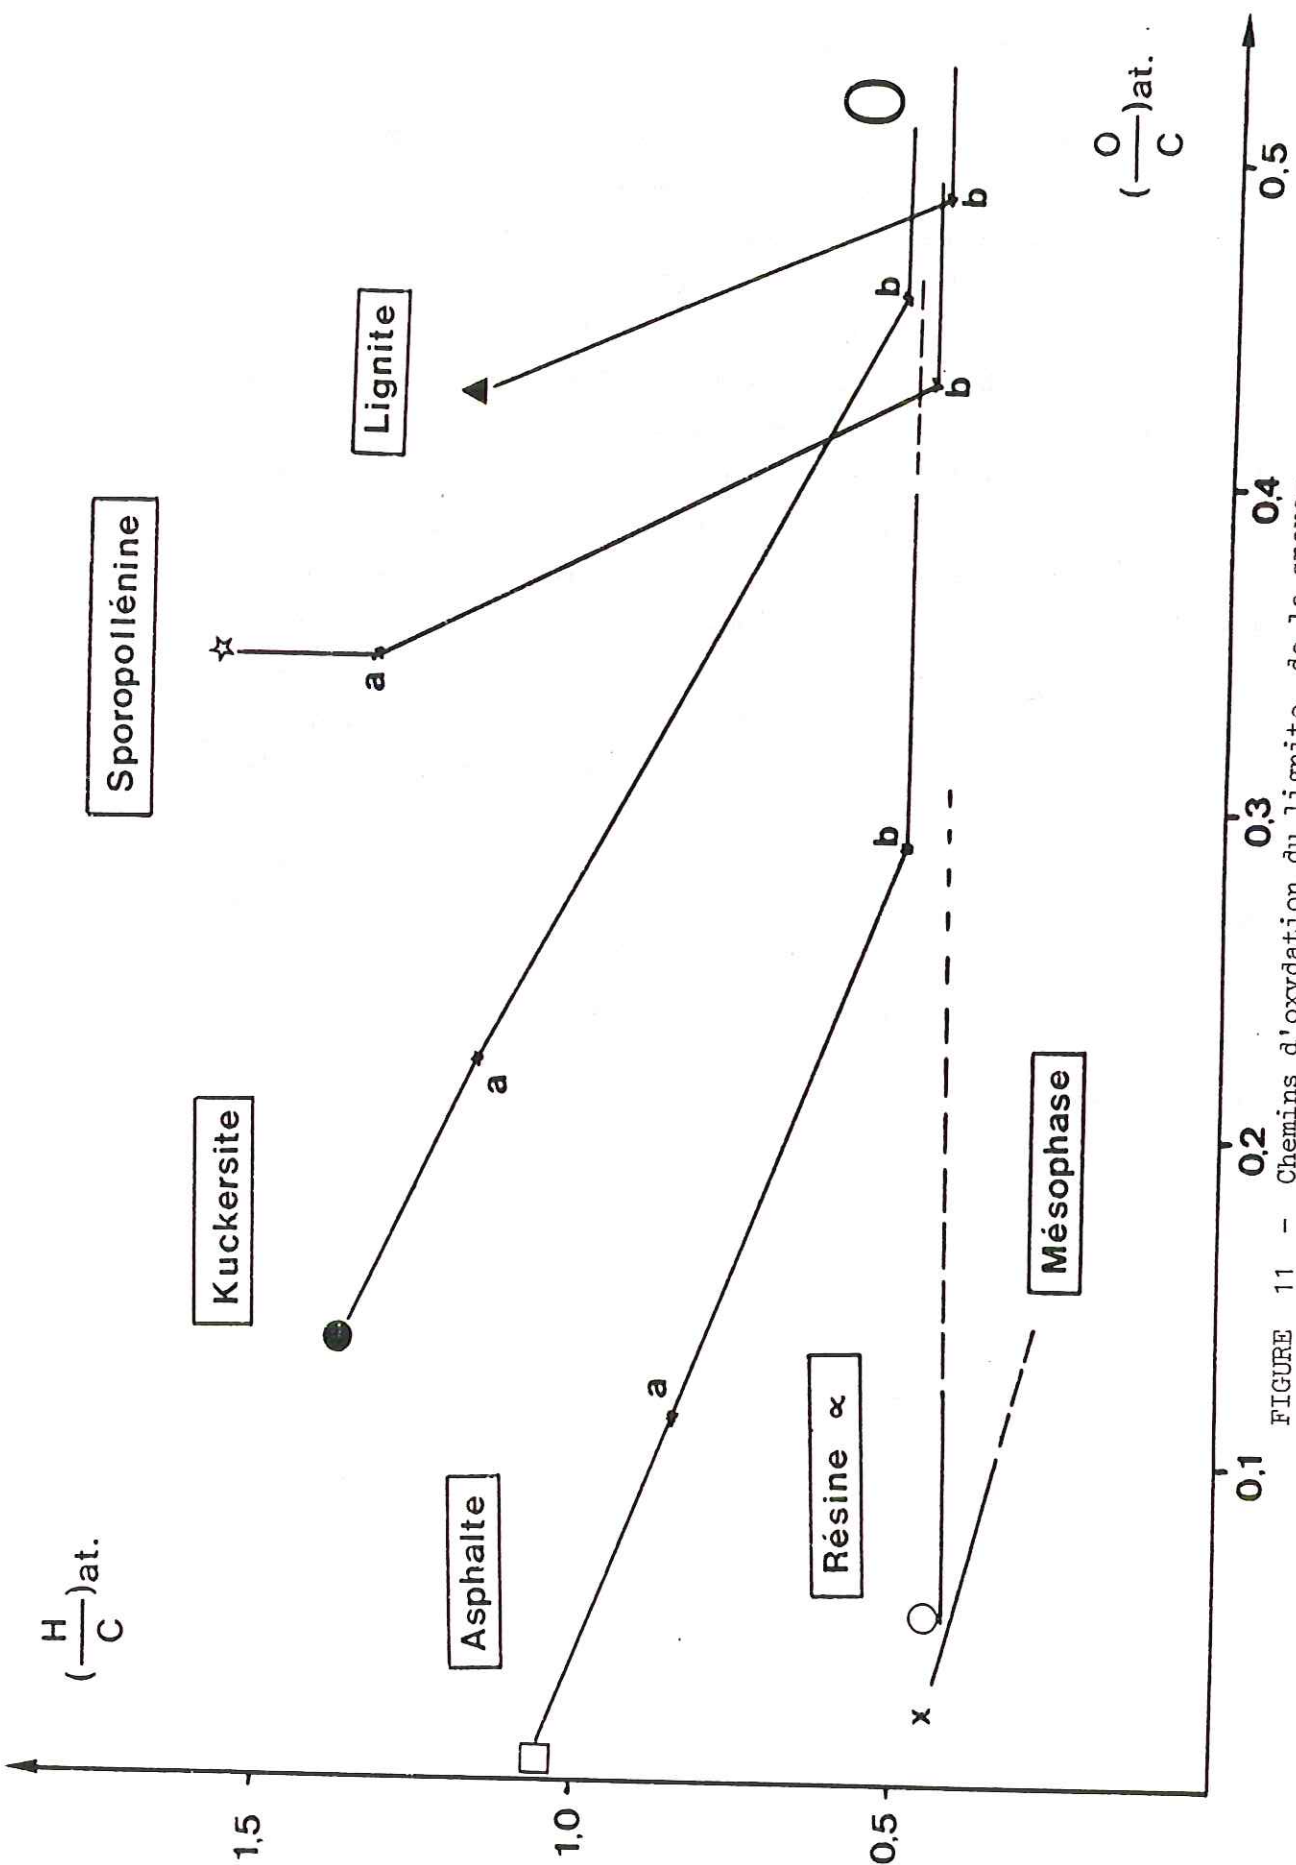 (H/C)at.
1,5
1,0
0,5
Sporopollénine
Lignite
Kuckersite
Asphalte
Résine α
Mésophase
a
a
a
b
b
b
b
x
O
(O/C)at.
0,1
0,2
0,3
0,4
0,5
FIGURE 11 - Chemins d'oxydation du lignite, de la